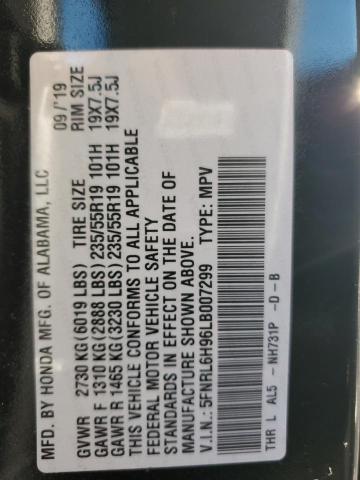 MFD. BY HONDA MFG. OF ALABAMA, LLC 09/'19
TIRE SIZE RIM SIZE
GVWR 2730 KG(6019 LBS)
GAWR F 1310 KG(2888 LBS) 235/55R19 101H 19X7.5J
GAWR R 1465 KG(3230 LBS) 235/55R19 101H 19X7.5J
THIS VEHICLE CONFORMS TO ALL APPLICABLE
FEDERAL MOTOR VEHICLE SAFETY
STANDARDS IN EFFECT ON THE DATE OF
MANUFACTURE SHOWN ABOVE.
V.I.N.: 5FNRL6H96LB007299 TYPE: MPV
THR L AL5 - NH731P -D-B